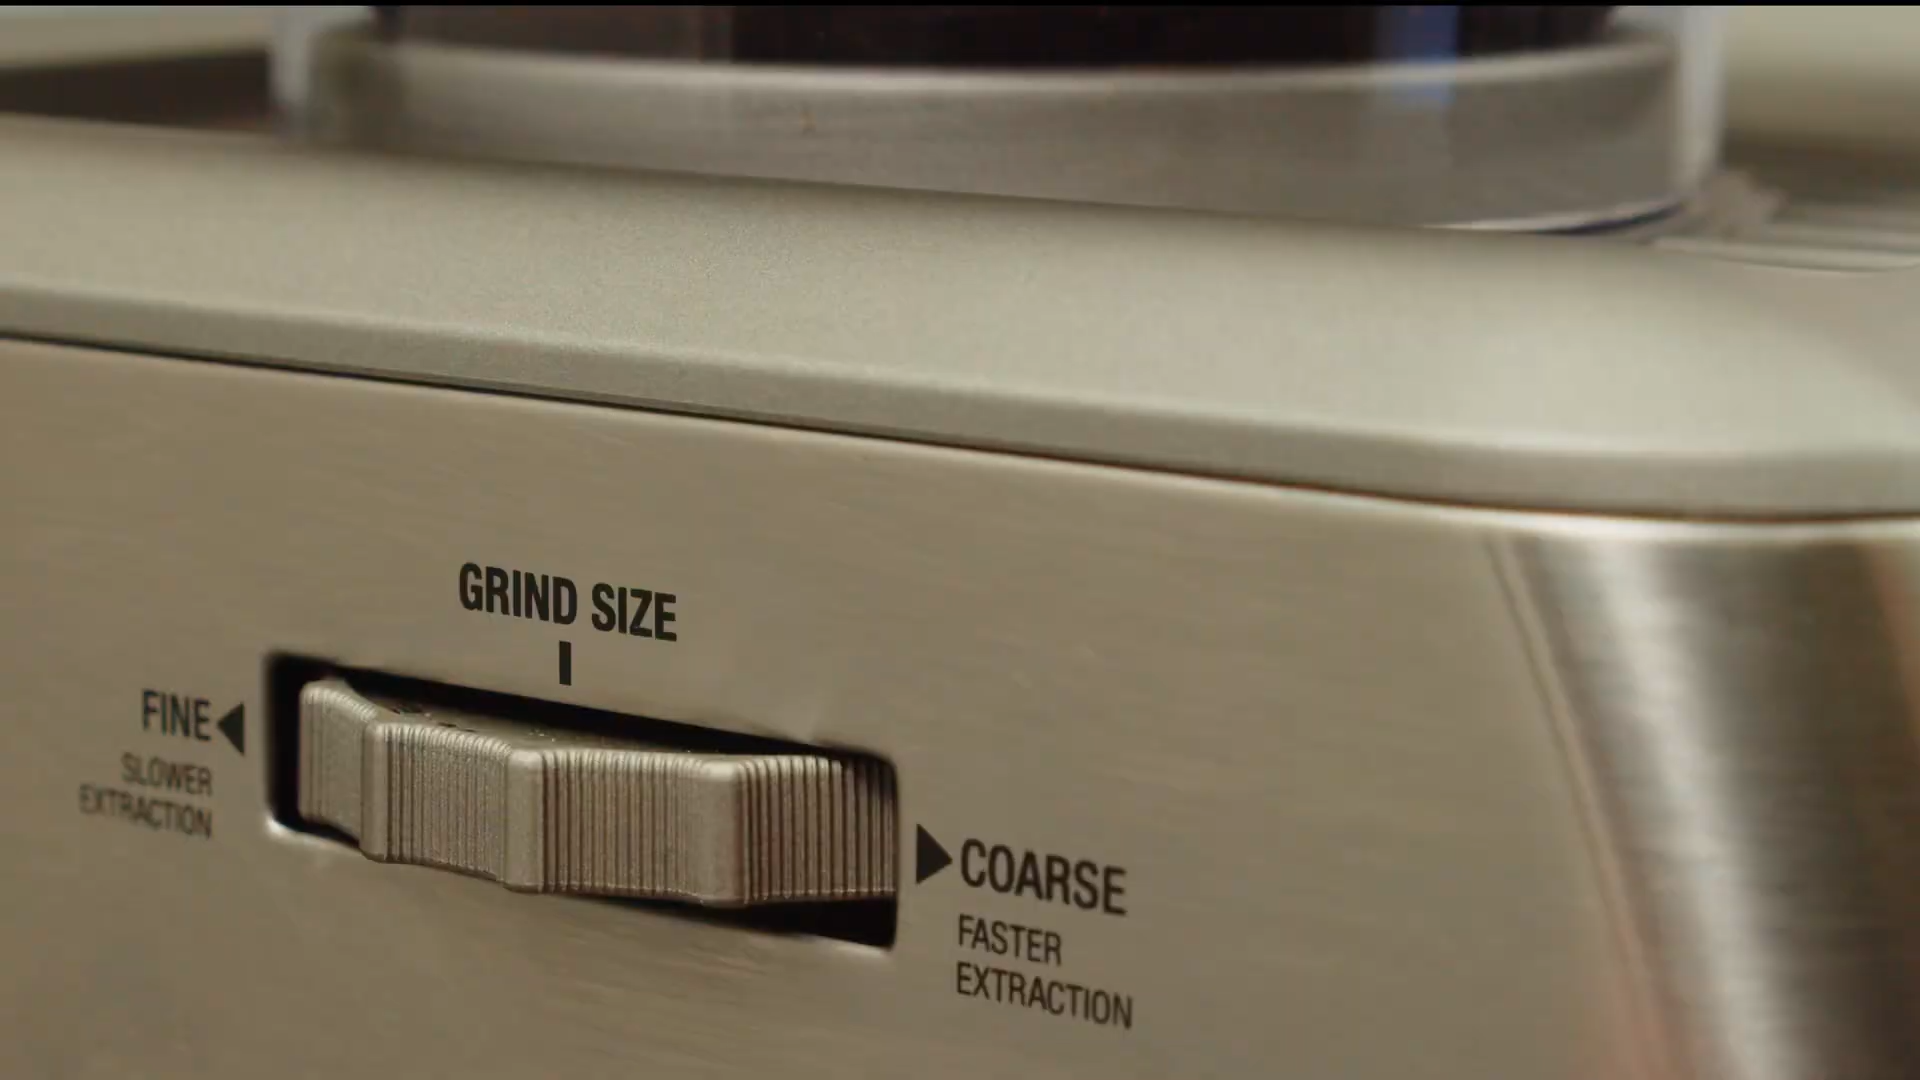 GRIND SIZE
FINE
SLOWER
EXTRACTION
COARSE
FASTER
EXTRACTION